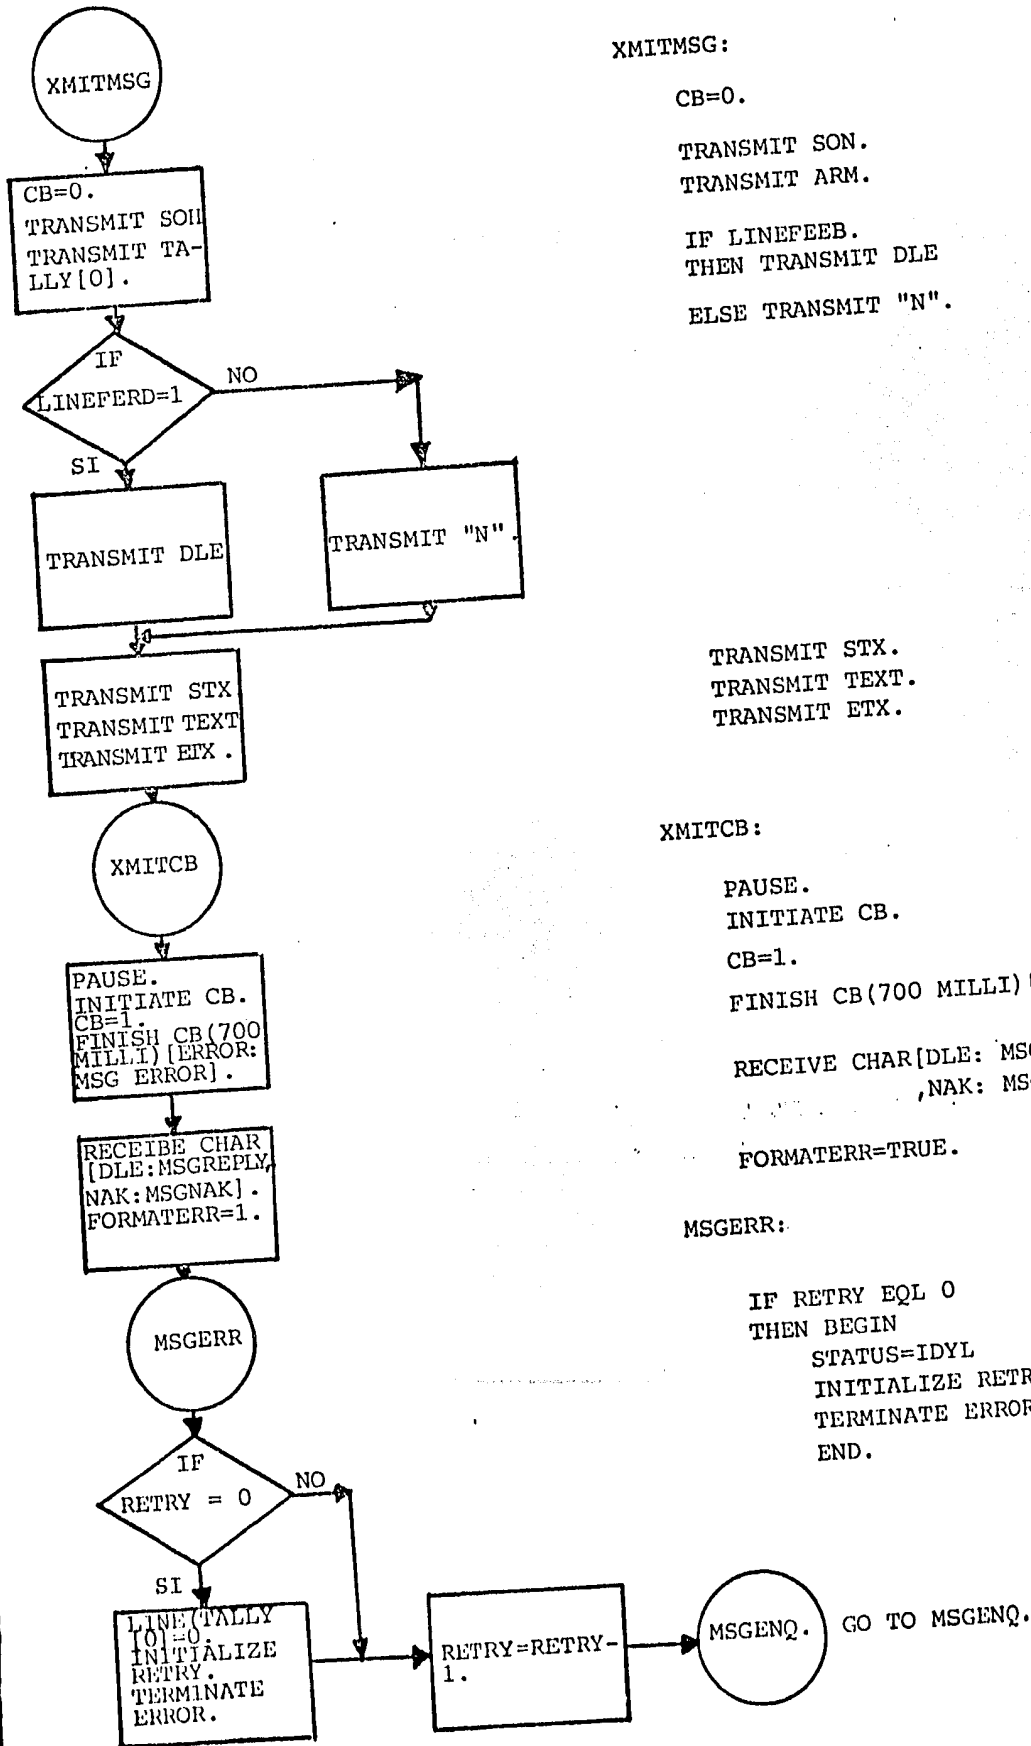 XMITMSG
CB=0.
TRANSMIT SOH
TRANSMIT TA-
LLY[0].
IF
LINEFERD=1
NO
SI
TRANSMIT DLE
TRANSMIT "N".
TRANSMIT STX
TRANSMIT TEXT
TRANSMIT ETX.
XMITCB
PAUSE.
INITIATE CB.
CB=1.
FINISH CB(700
MILLI)[ERROR:
MSG ERROR].
RECEIBE CHAR
[DLE:MSGREPLY,
NAK:MSGNAK].
FORMATERR=1.
MSGERR
IF
RETRY = 0
NO
SI
LINE(TALLY
[0]=0.
INITIALIZE
RETRY.
TERMINATE
ERROR.
RETRY=RETRY-
1.
MSGENQ.
GO TO MSGENQ.
XMITMSG:
CB=0.
TRANSMIT SON.
TRANSMIT ARM.
IF LINEFEEB.
THEN TRANSMIT DLE
ELSE TRANSMIT "N".
TRANSMIT STX.
TRANSMIT TEXT.
TRANSMIT ETX.
XMITCB:
PAUSE.
INITIATE CB.
CB=1.
FINISH CB(700 MILLI)
RECEIVE CHAR[DLE: MSG
,NAK: MS
FORMATERR=TRUE.
MSGERR:
IF RETRY EQL 0
THEN BEGIN
STATUS=IDYL
INITIALIZE RETR
TERMINATE ERROR
END.